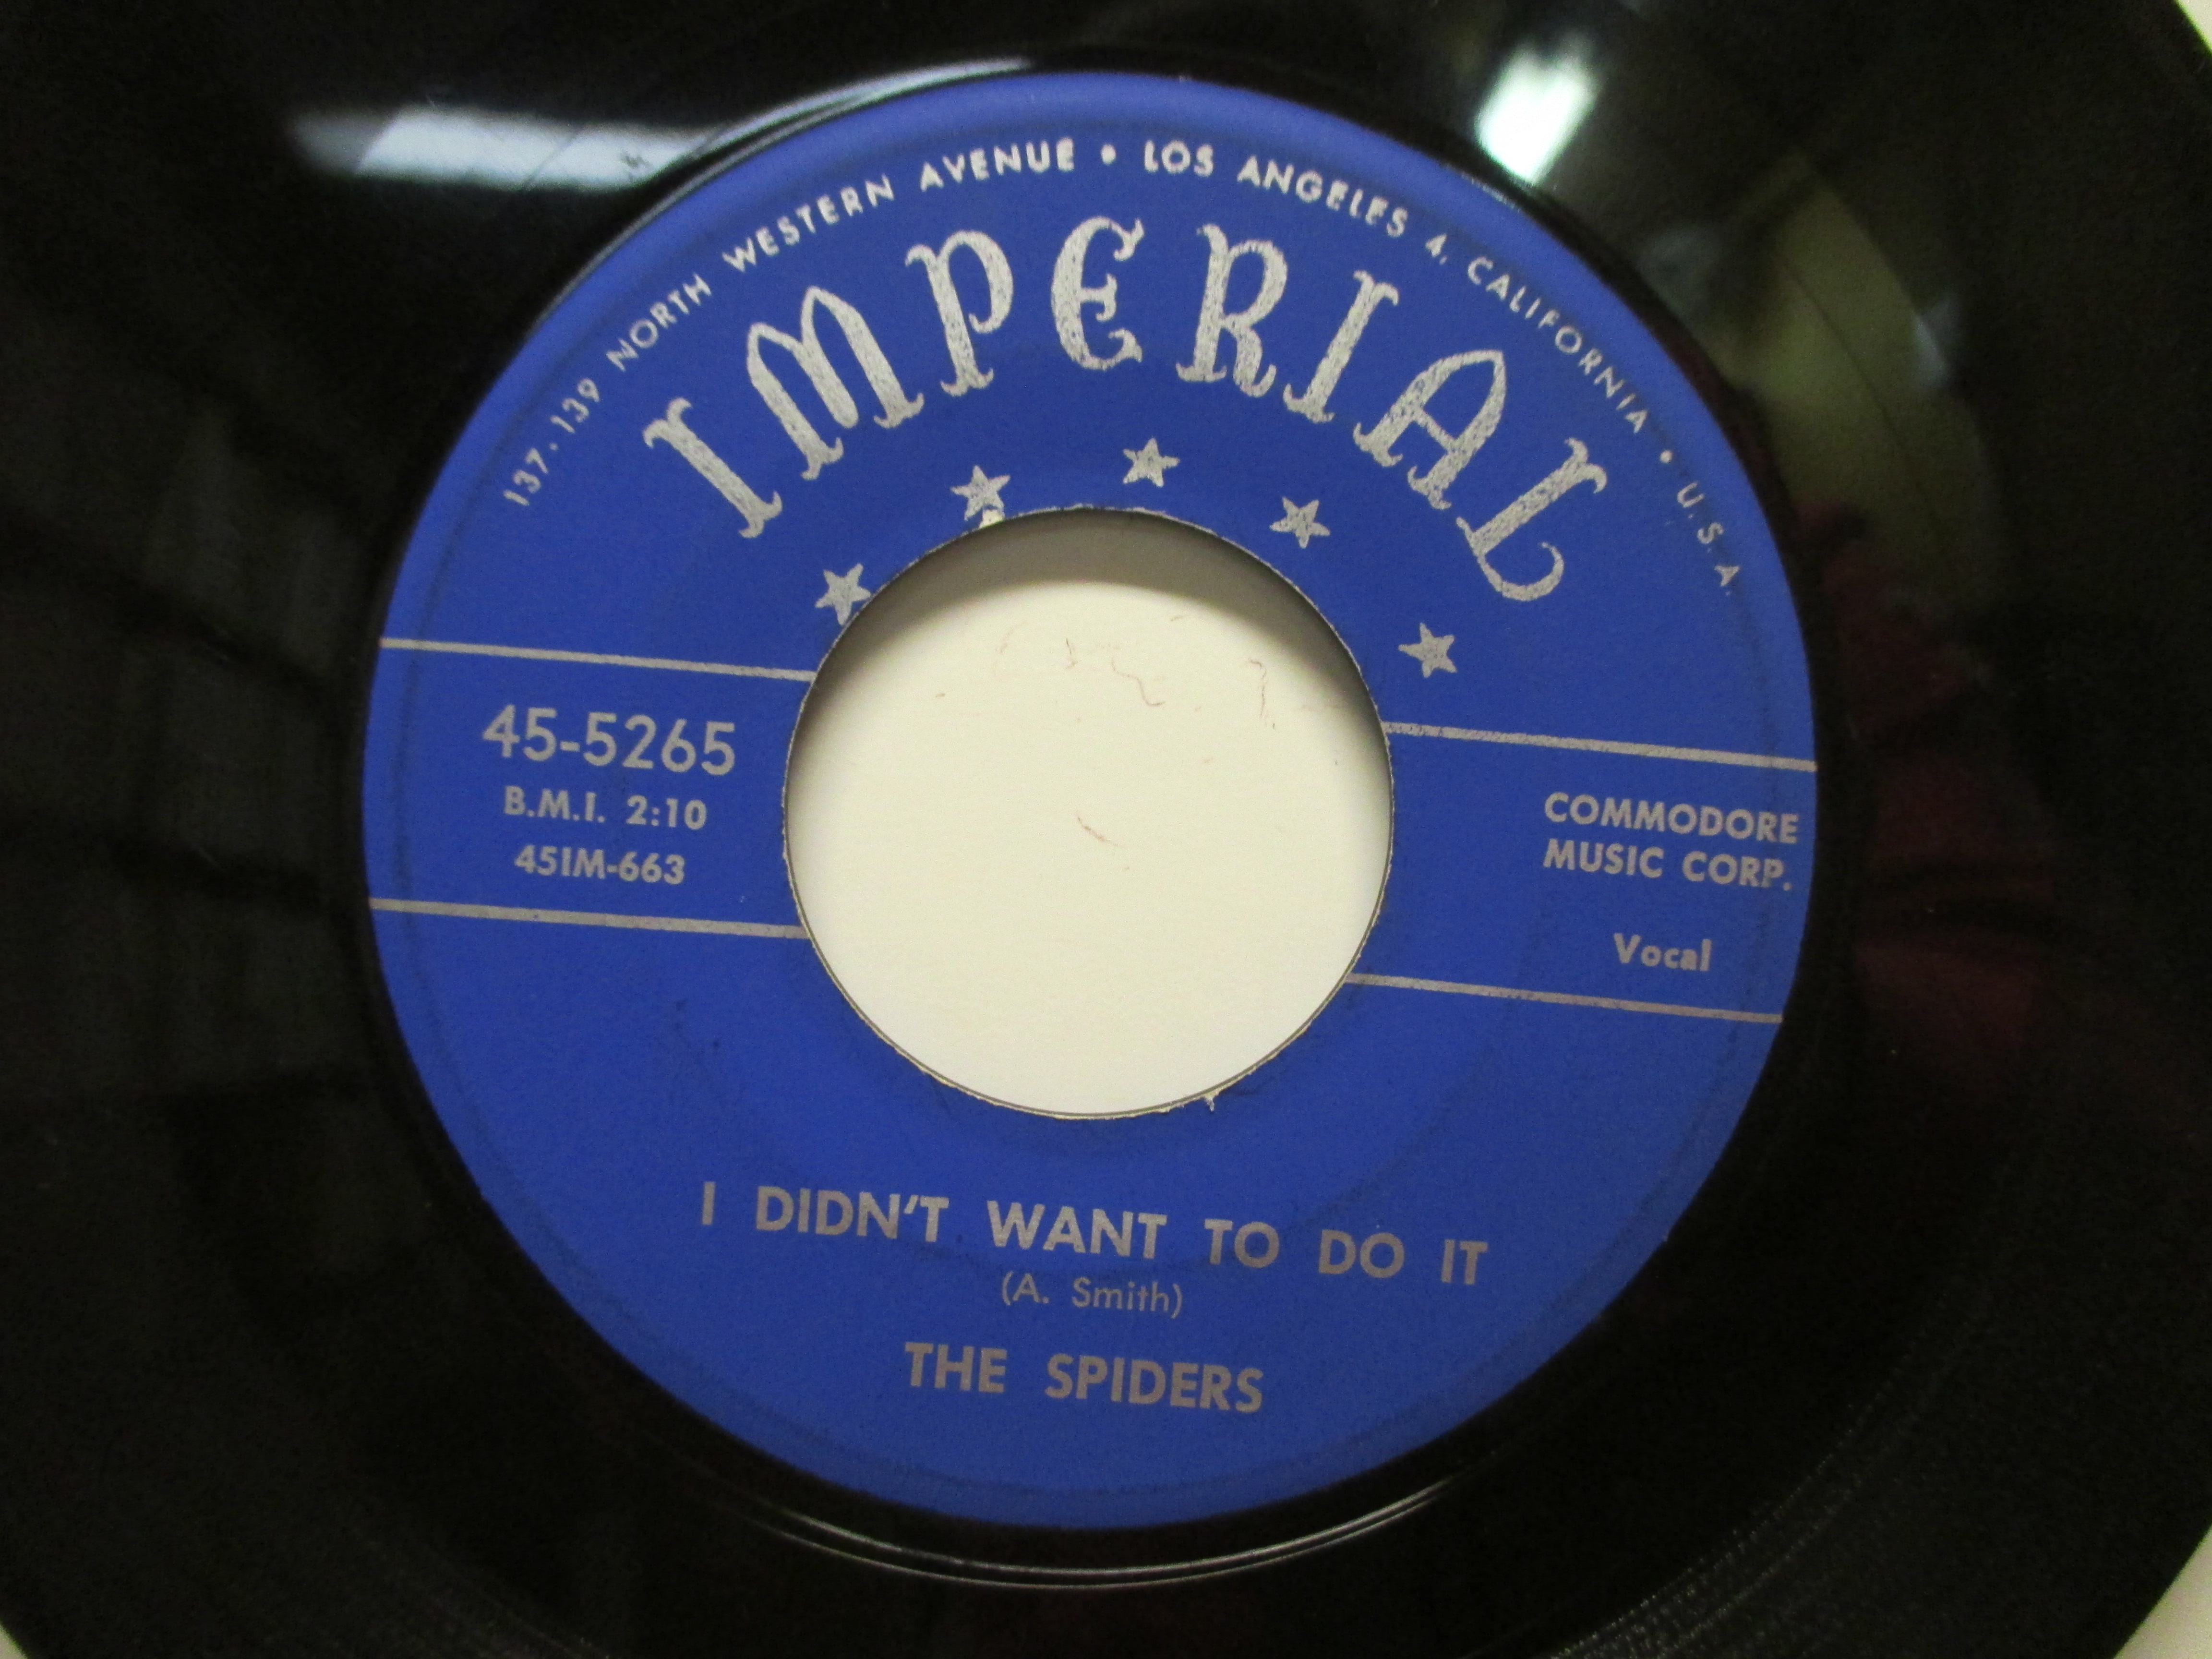 137-139 NORTH WESTERN AVENUE • LOS ANGELES 4, CALIFORNIA • U.S.A.
IMPERIAL
45-5265
B.M.I. 2:10
45IM-663
COMMODORE
MUSIC CORP.
Vocal
I DIDN'T WANT TO DO IT
(A. Smith)
THE SPIDERS